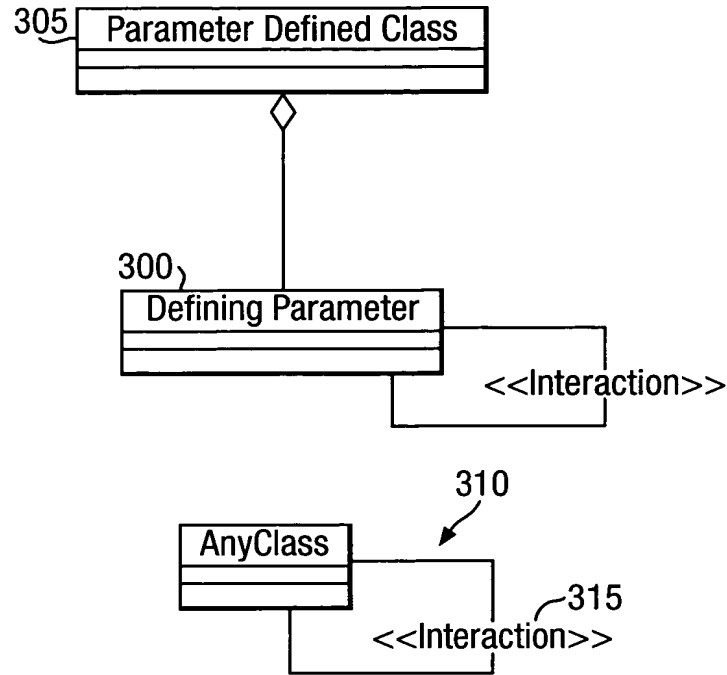 305
Parameter Defined Class
300
Defining Parameter
<<Interaction>>
310
AnyClass
315
<<Interaction>>